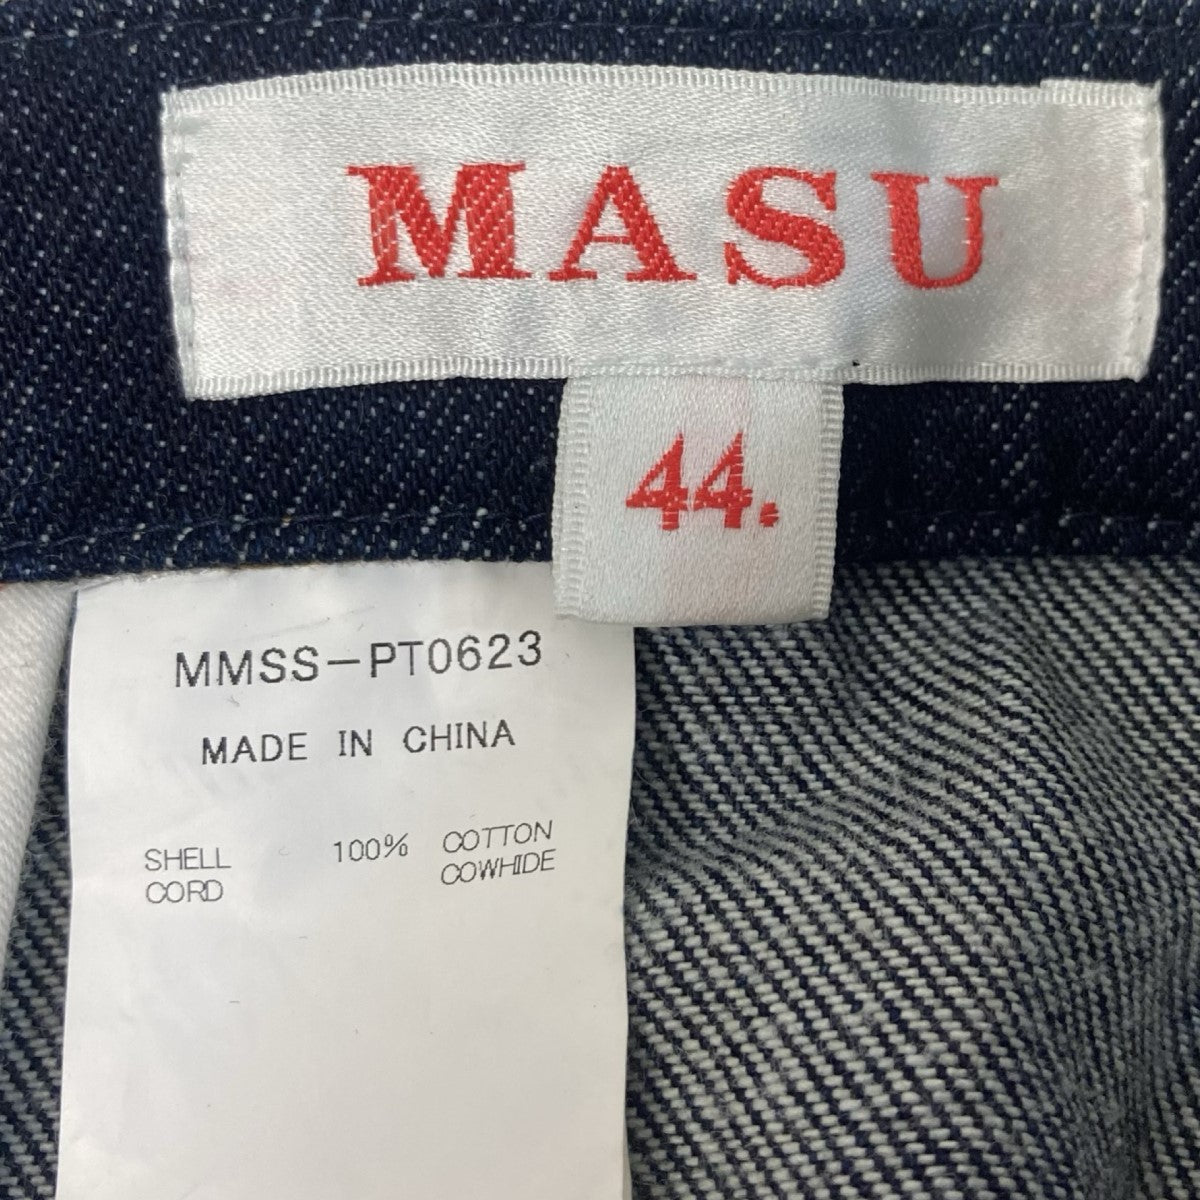 MASU
44.
MMSS-PT0623
MADE IN CHINA
SHELL 100% COTTON
CORD COWHIDE